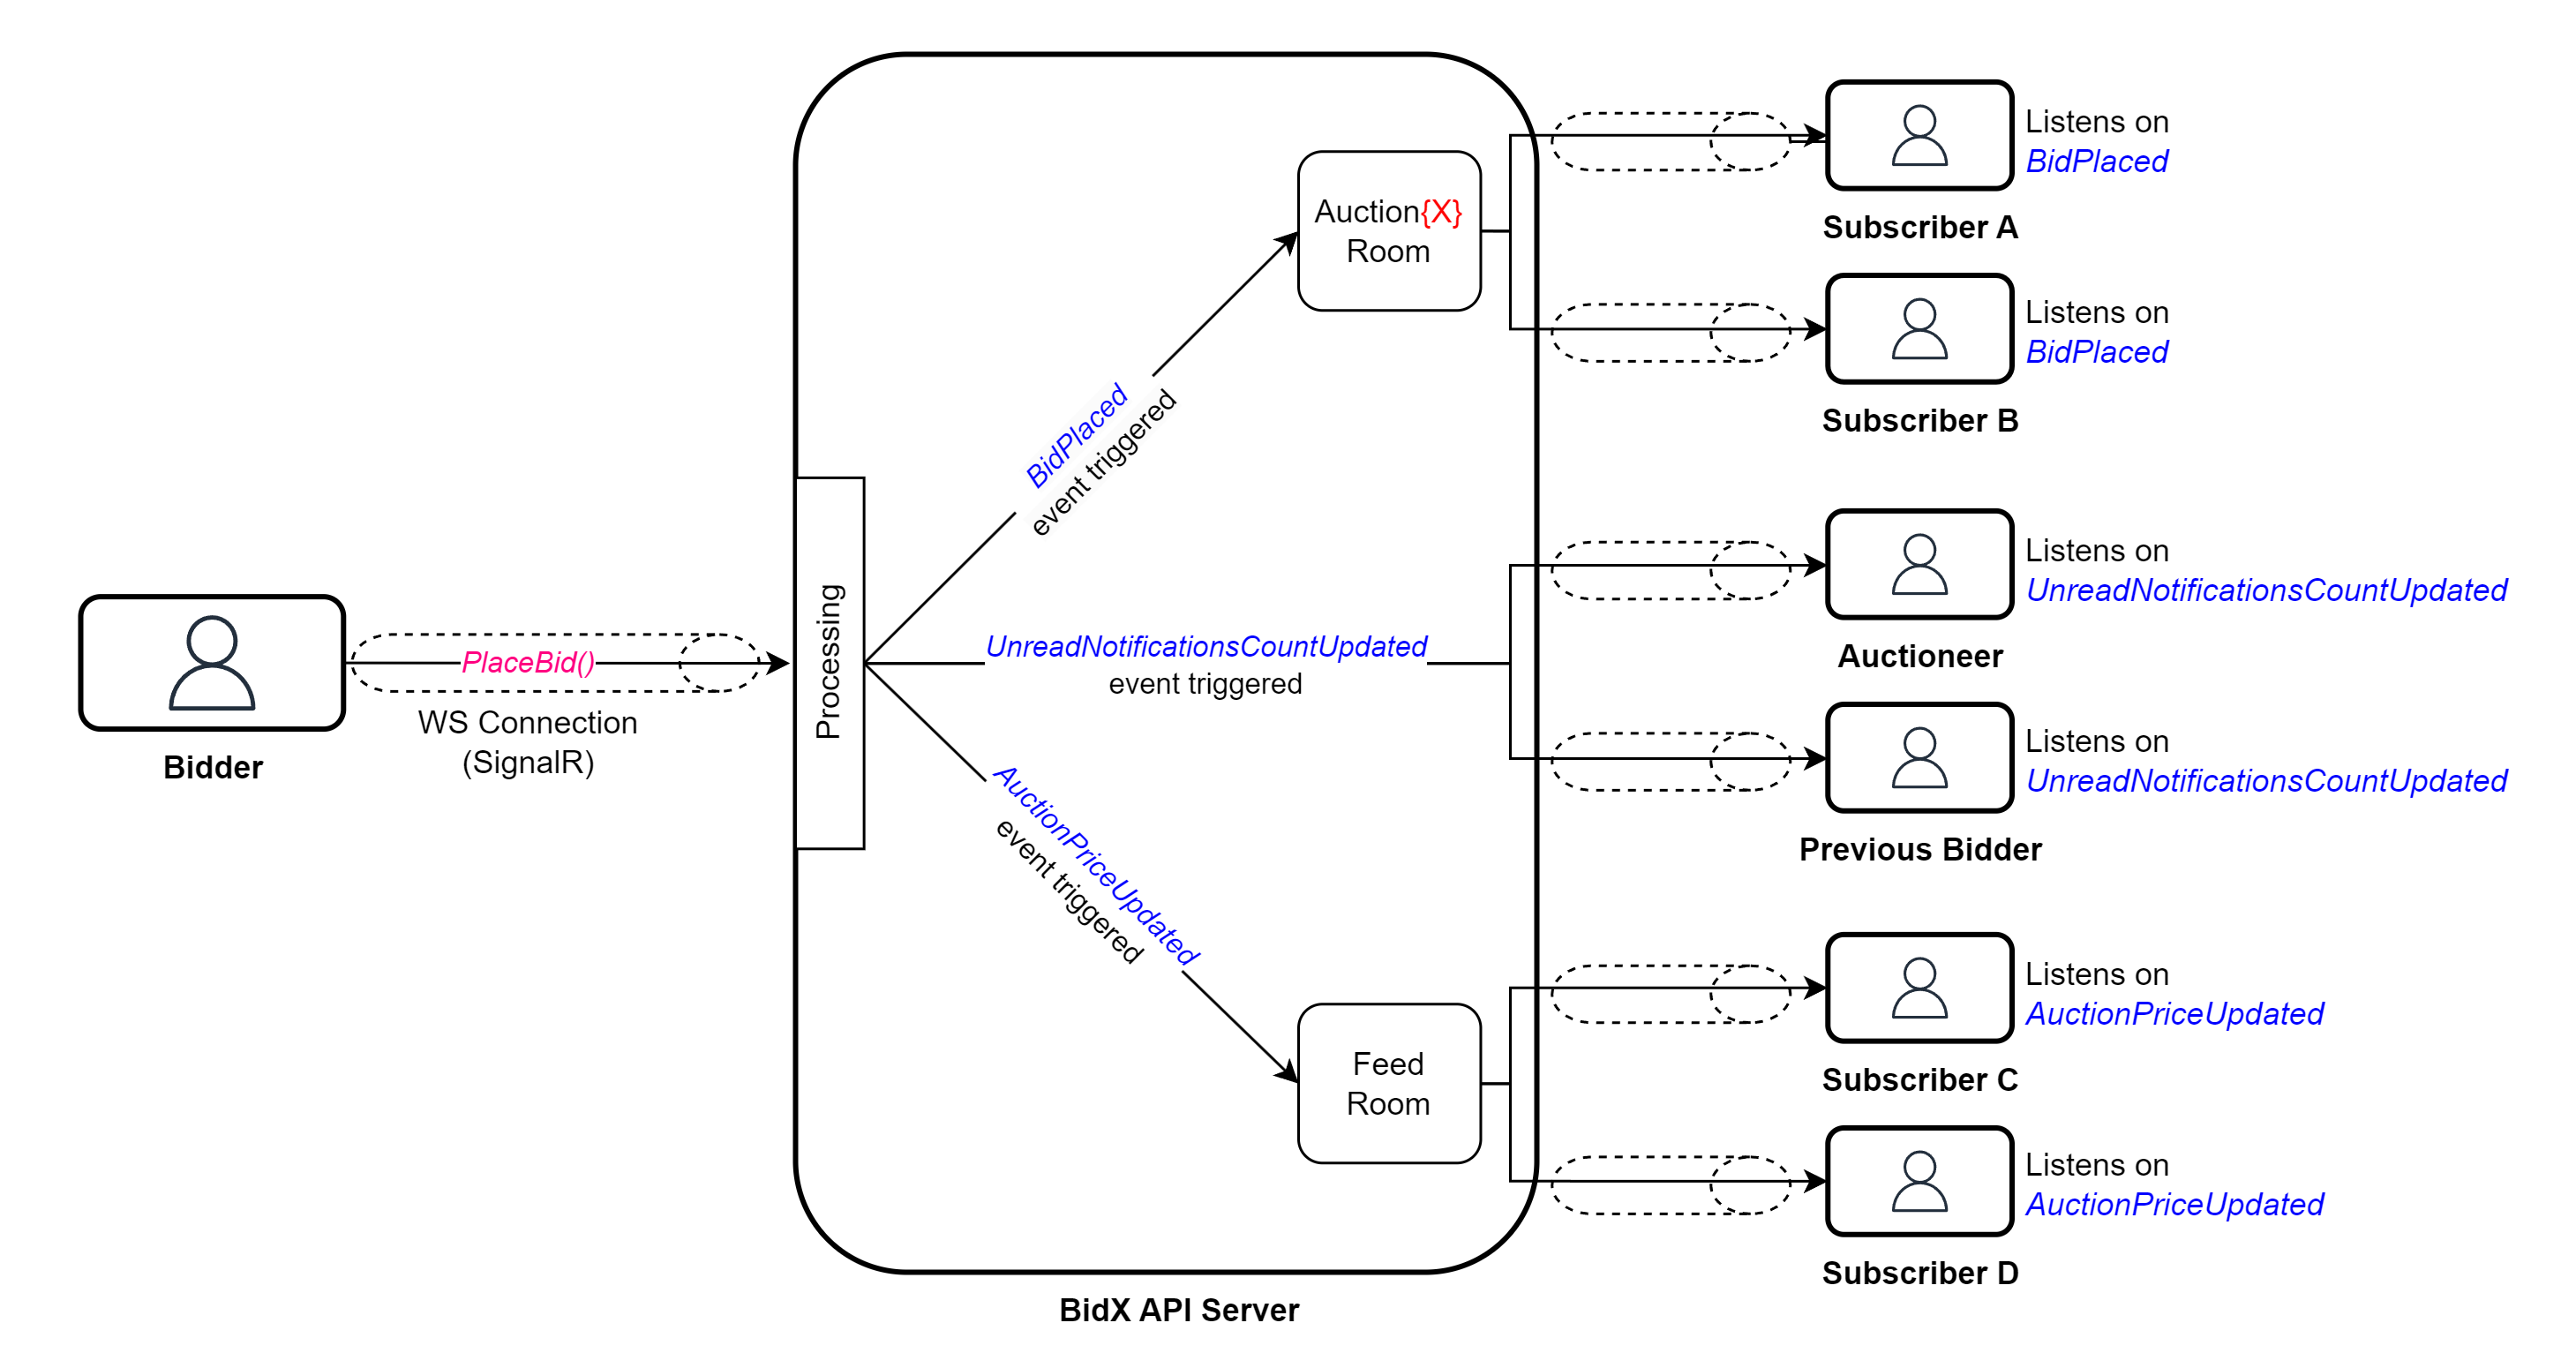 PlaceBid()
WS Connection
(SignalR)
Bidder
Processing
BidPlaced
event triggered
UnreadNotificationsCountUpdated
event triggered
AuctionPriceUpdated
event triggered
Auction{X}
Room
Feed
Room
BidX API Server
Listens on
BidPlaced
Subscriber A
Listens on
BidPlaced
Subscriber B
Listens on
UnreadNotificationsCountUpdated
Auctioneer
Listens on
UnreadNotificationsCountUpdated
Previous Bidder
Listens on
AuctionPriceUpdated
Subscriber C
Listens on
AuctionPriceUpdated
Subscriber D